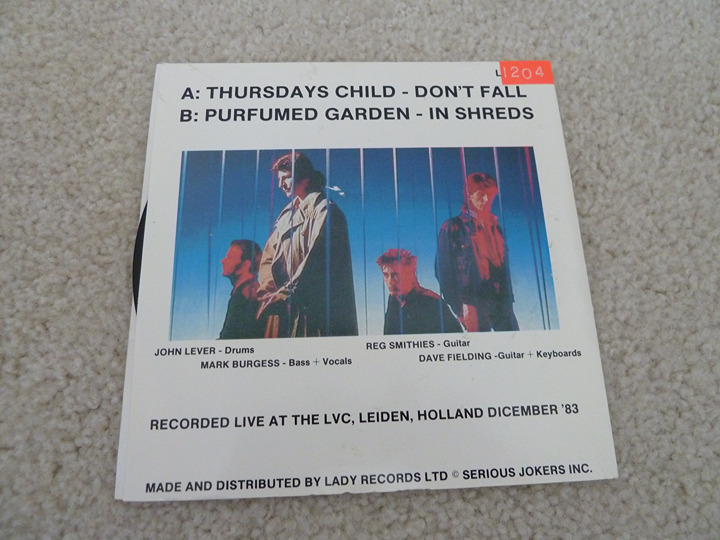 L
1204
A: THURSDAYS CHILD - DON'T FALL
B: PURFUMED GARDEN - IN SHREDS
JOHN LEVER - Drums
REG SMITHIES - Guitar
MARK BURGESS - Bass + Vocals
DAVE FIELDING -Guitar + Keyboards
RECORDED LIVE AT THE LVC, LEIDEN, HOLLAND DICEMBER '83
MADE AND DISTRIBUTED BY LADY RECORDS LTD © SERIOUS JOKERS INC.